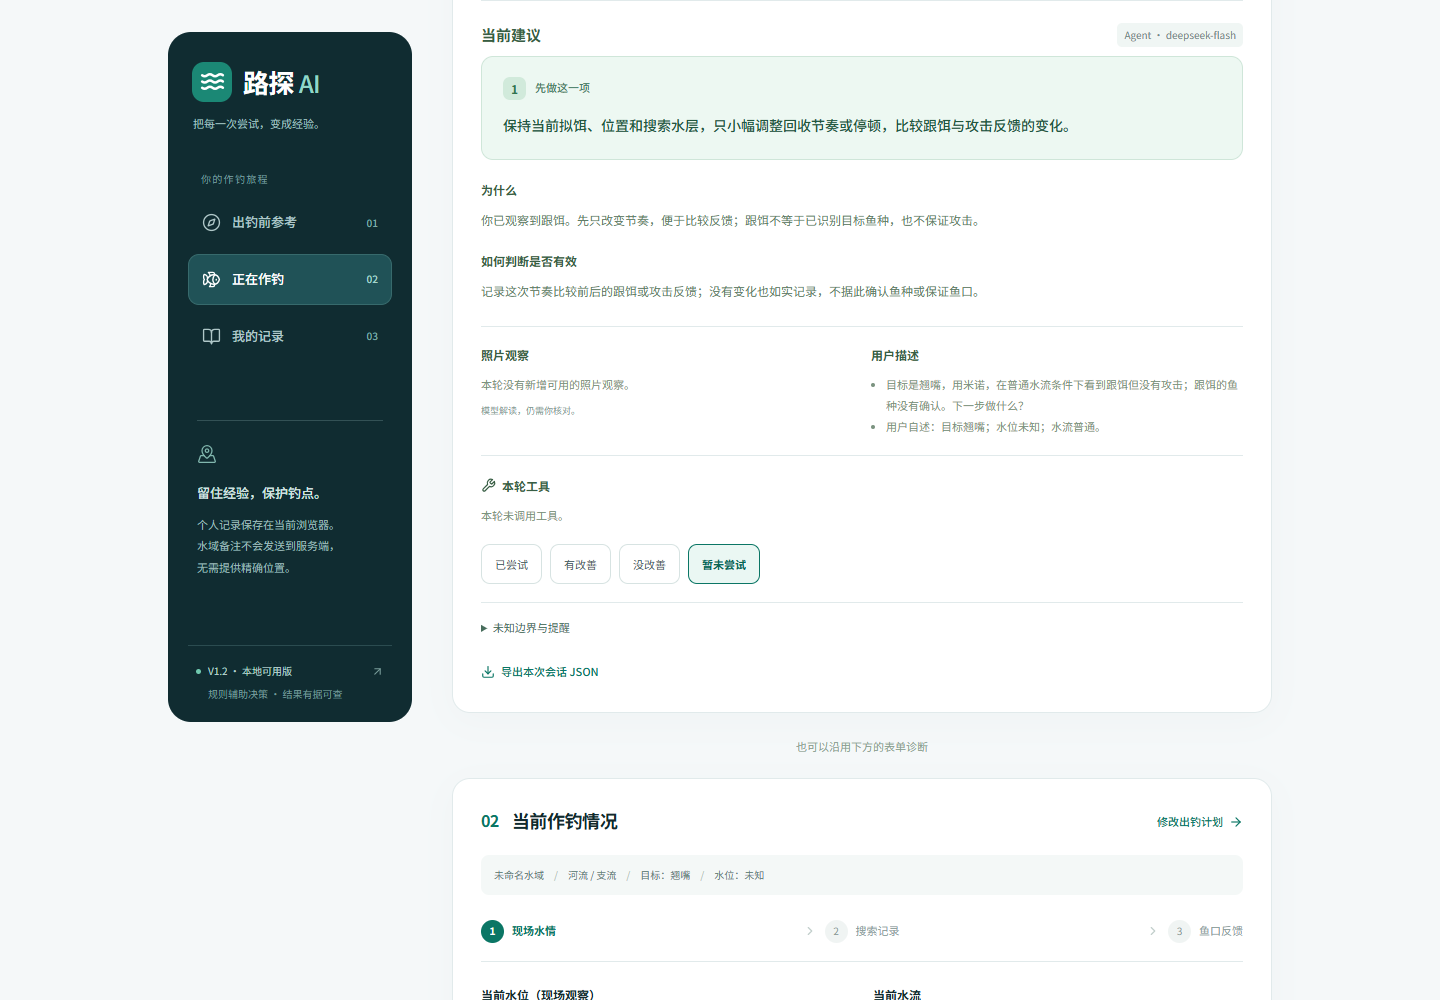 路探 AI
把每一次尝试，变成经验。
你的作钓旅程
出钓前参考 01
正在作钓 02
我的记录 03
留住经验，保护钓点。
个人记录保存在当前浏览器。
水域备注不会发送到服务端，
无需提供精确位置。
V1.2 · 本地可用版
规则辅助决策 · 结果有据可查
当前建议
Agent · deepseek-flash
1 先做这一项
保持当前拟饵、位置和搜索水层，只小幅调整回收节奏或停顿，比较跟饵与攻击反馈的变化。
为什么
你已观察到跟饵。先只改变节奏，便于比较反馈；跟饵不等于已识别目标鱼种，也不保证攻击。
如何判断是否有效
记录这次节奏比较前后的跟饵或攻击反馈；没有变化也如实记录，不据此确认鱼种或保证鱼口。
照片观察
本轮没有新增可用的照片观察。
模型解读，仍需你核对。
用户描述
目标是翘嘴，用米诺，在普通水流条件下看到跟饵但没有攻击；跟饵的鱼
种没有确认。下一步做什么？
用户自述：目标翘嘴；水位未知；水流普通。
本轮工具
本轮未调用工具。
已尝试 有改善 没改善 暂未尝试
未知边界与提醒
导出本次会话 JSON
也可以沿用下方的表单诊断
02 当前作钓情况
修改出钓计划
未命名水域 / 河流 / 支流 / 目标：翘嘴 / 水位：未知
1 现场水情 2 搜索记录 3 鱼口反馈
当前水位（现场观察） 当前水流